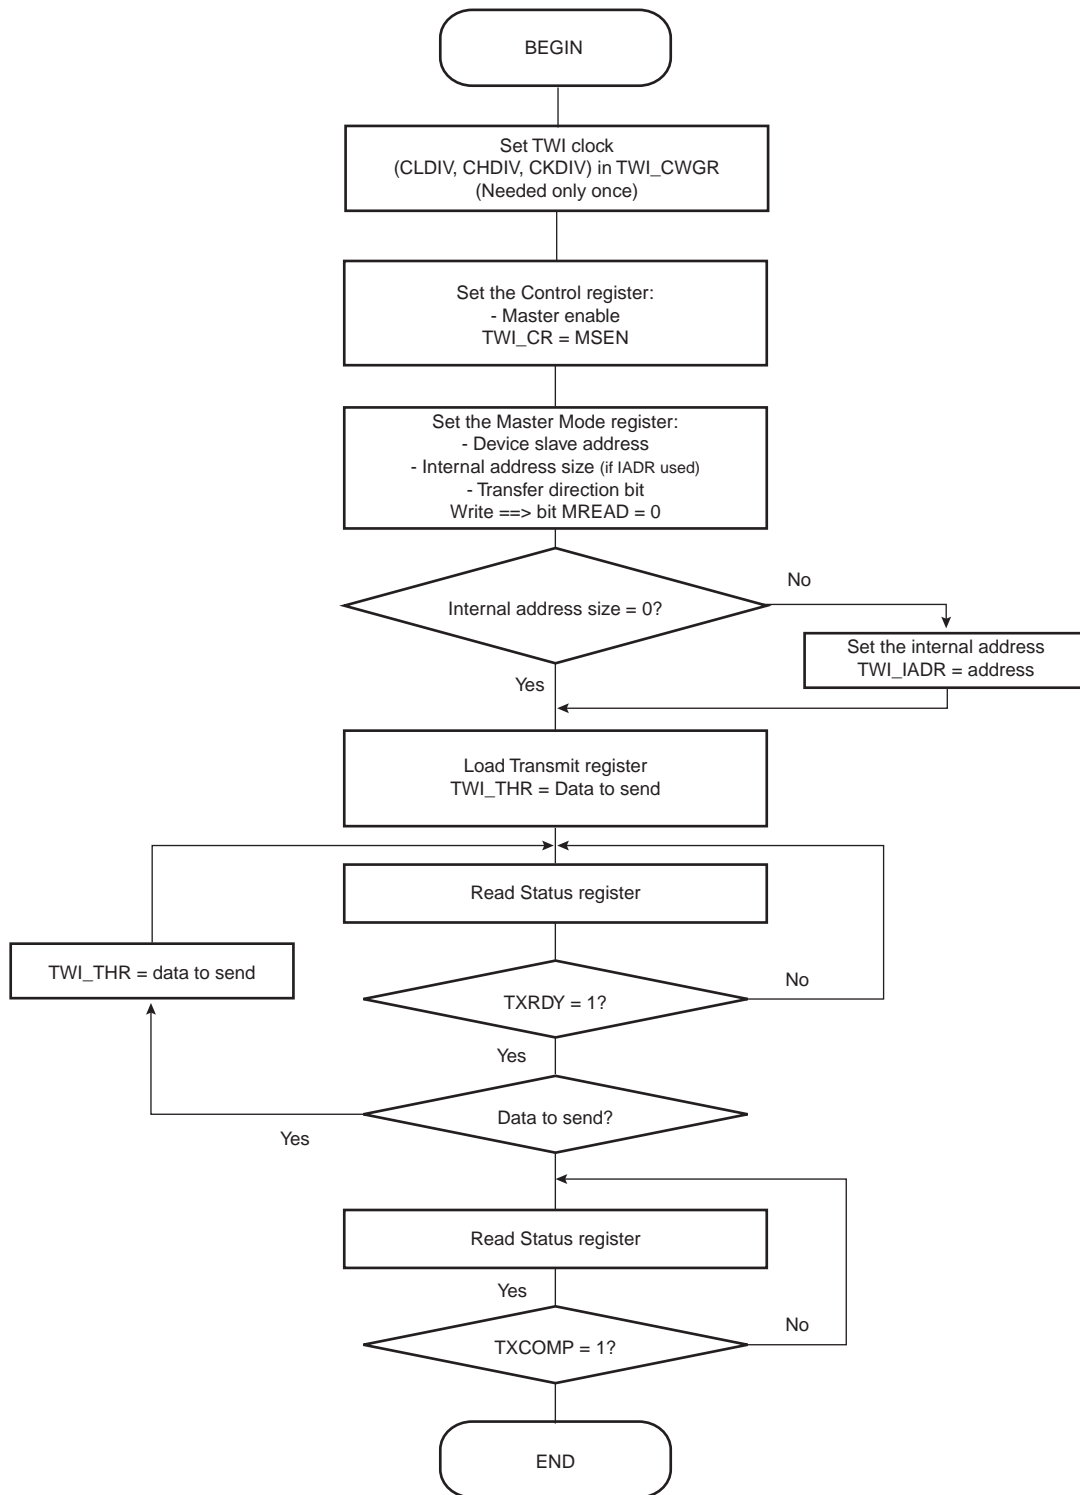 BEGIN
Set TWI clock
(CLDIV, CHDIV, CKDIV) in TWI_CWGR
(Needed only once)
Set the Control register:
- Master enable
TWI_CR = MSEN
Set the Master Mode register:
- Device slave address
- Internal address size (if IADR used)
- Transfer direction bit
Write ==> bit MREAD = 0
No
Internal address size = 0?
Set the internal address
TWI_IADR = address
Yes
Load Transmit register
TWI_THR = Data to send
Read Status register
TWI_THR = data to send
No
TXRDY = 1?
Yes
Data to send?
Yes
Read Status register
Yes
No
TXCOMP = 1?
END